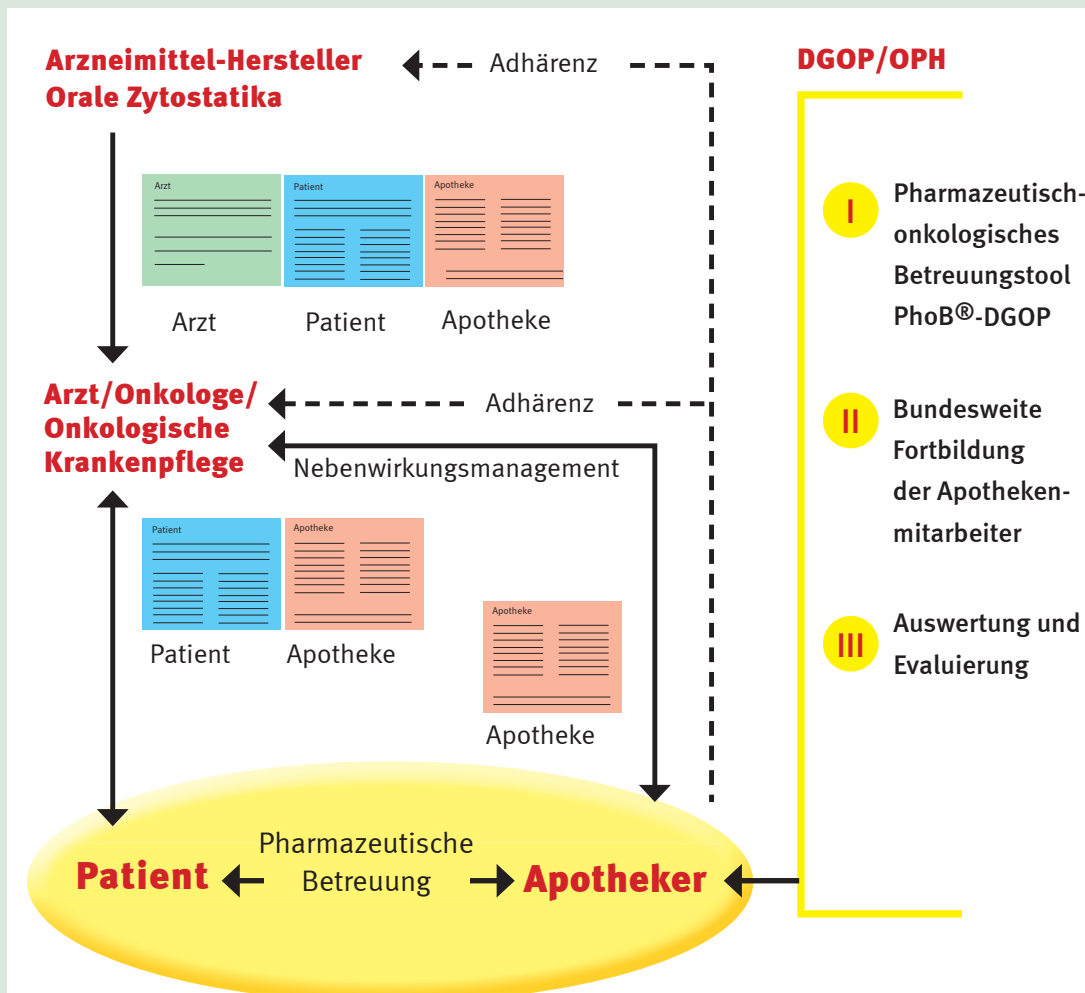 Arzneimittel-Hersteller
Orale Zytostatika
Adhärenz
DGOP/OPH
Arzt
Patient
Apotheke
Arzt
Patient
Apotheke
I
Pharmazeutisch-
onkologisches
Betreuungstool
PhoB®-DGOP
Arzt/Onkologe/
Onkologische
Krankenpflege
Adhärenz
Nebenwirkungsmanagement
II
Bundesweite
Fortbildung
der Apotheken-
mitarbeiter
Patient
Apotheke
Patient
Apotheke
Apotheke
Apotheke
III
Auswertung und
Evaluierung
Patient
Pharmazeutische
Betreuung
Apotheker